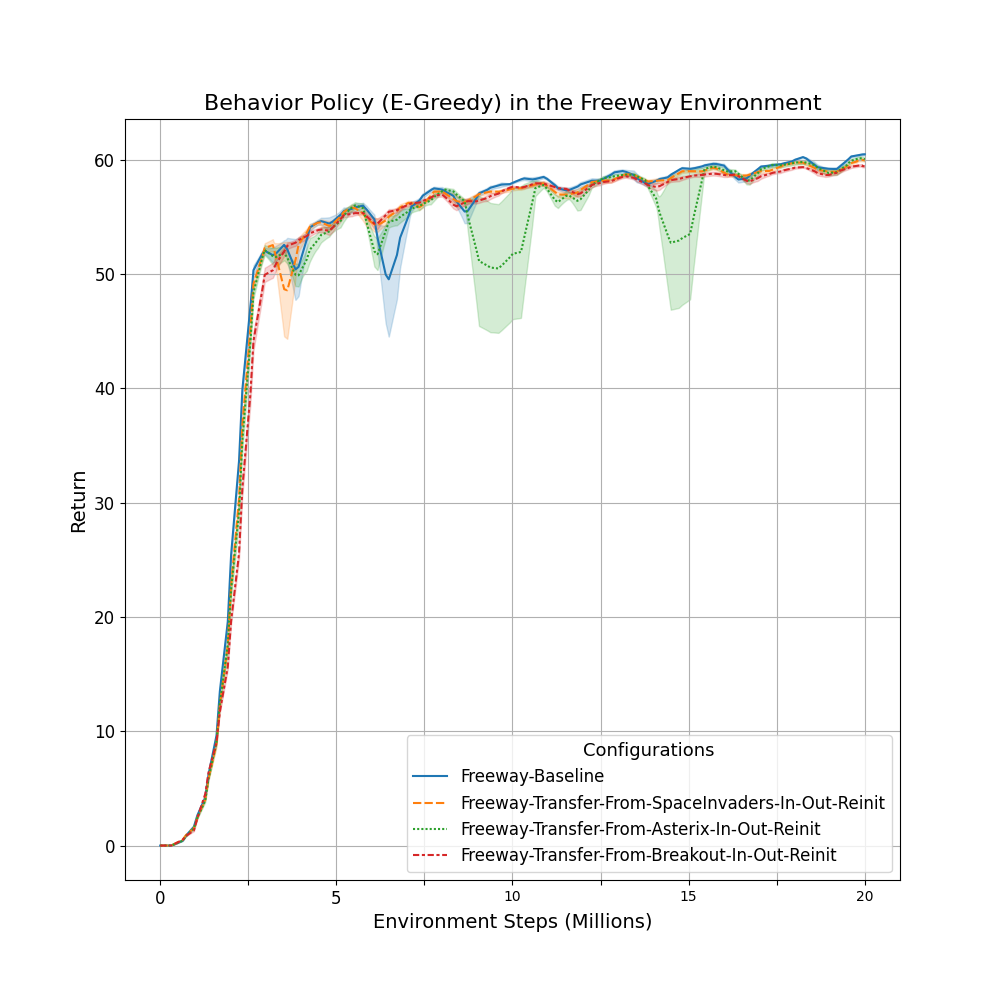 Behavior Policy (E-Greedy) in the Freeway Environment
60
50
40
30
20
10
0
Return
0 5 10 15 20
Environment Steps (Millions)
Configurations
Freeway-Baseline
Freeway-Transfer-From-SpaceInvaders-In-Out-Reinit
Freeway-Transfer-From-Asterix-In-Out-Reinit
Freeway-Transfer-From-Breakout-In-Out-Reinit